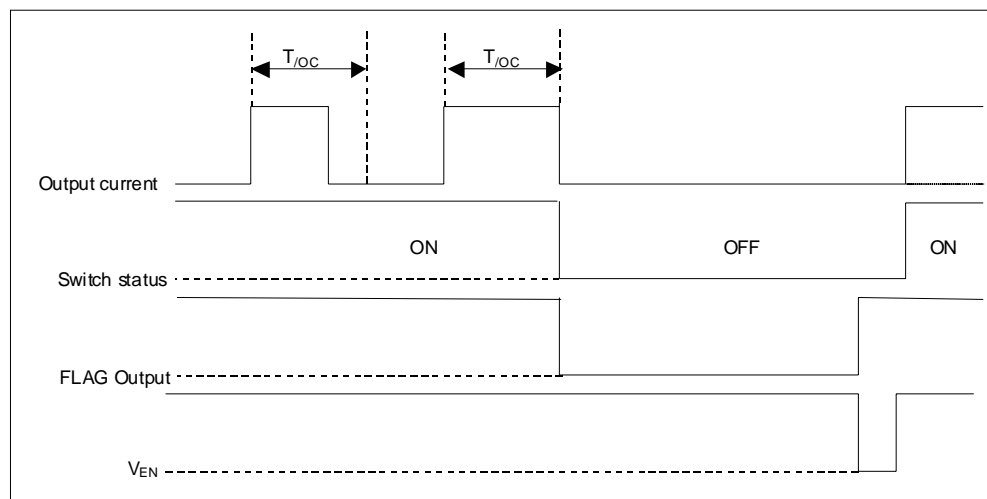 T/OC T/OC
Output current
ON OFF ON
Switch status
FLAG Output
VEN